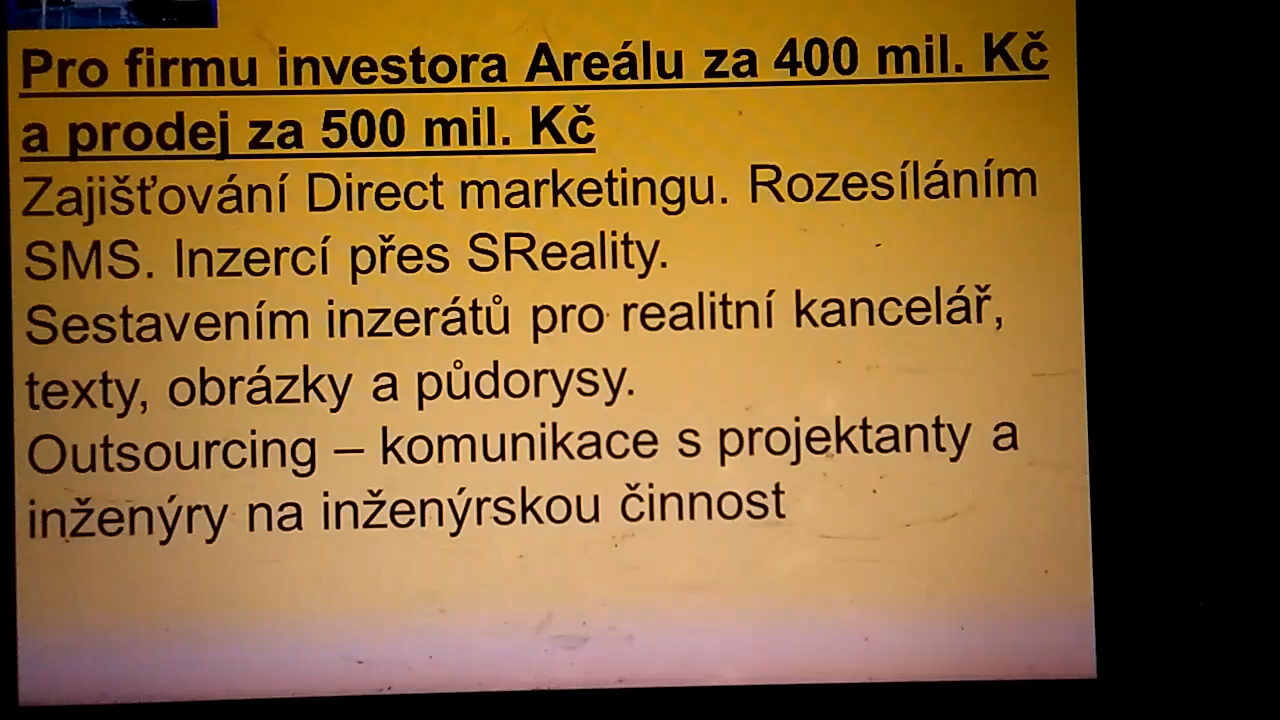 Pro firmu investora Areálu za 400 mil. Kč
a prodej za 500 mil. Kč
Zajišťování Direct marketingu. Rozesíláním
SMS. Inzercí přes SReality.
Sestavením inzerátů pro realitní kancelář,
texty, obrázky a půdorysy.
Outsourcing – komunikace s projektanty a
inženýry na inženýrskou činnost